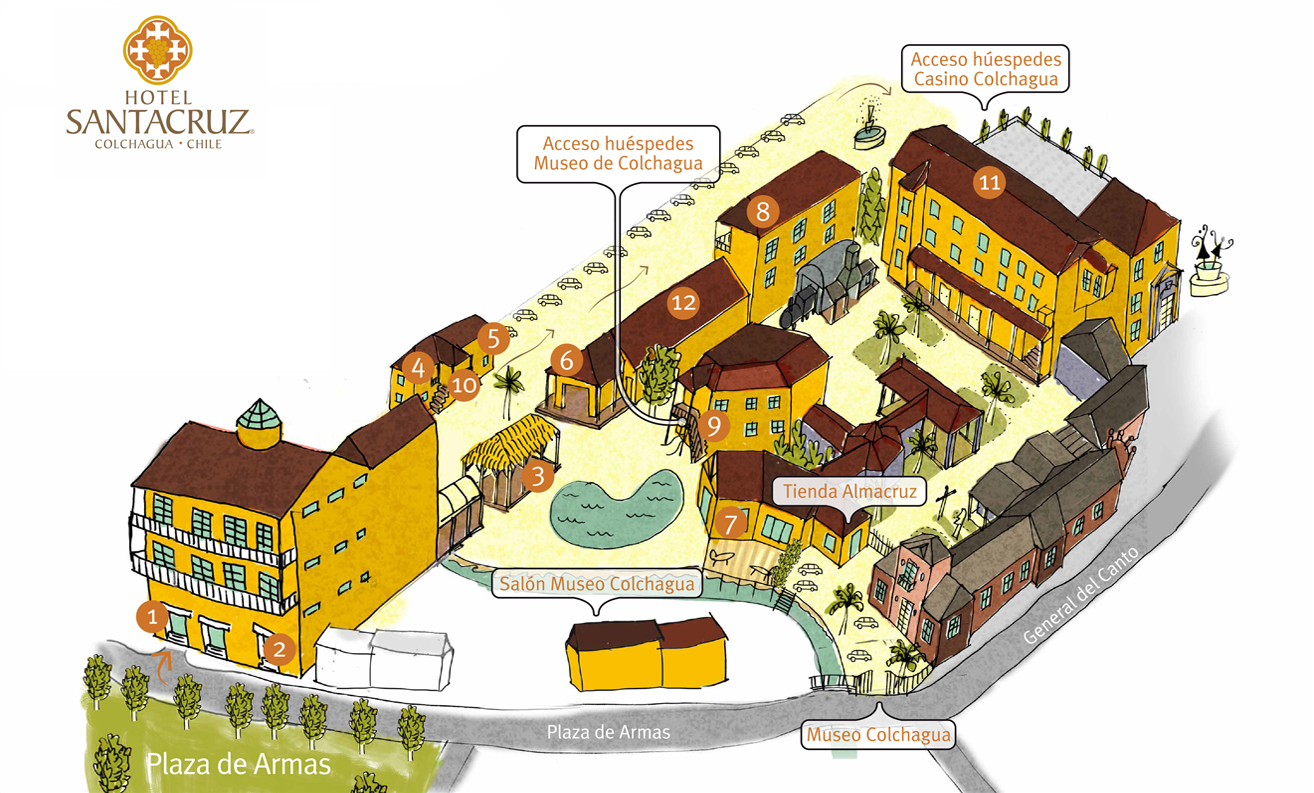 HOTEL
SANTACRUZ®
COLCHAGUA • CHILE
Acceso húespedes
Casino Colchagua
Acceso huéspedes
Museo de Colchagua
11
8
12
5
4
6
10
9
3
Tienda Almacruz
7
Salón Museo Colchagua
General del Canto
1
2
Plaza de Armas
Museo Colchagua
Plaza de Armas